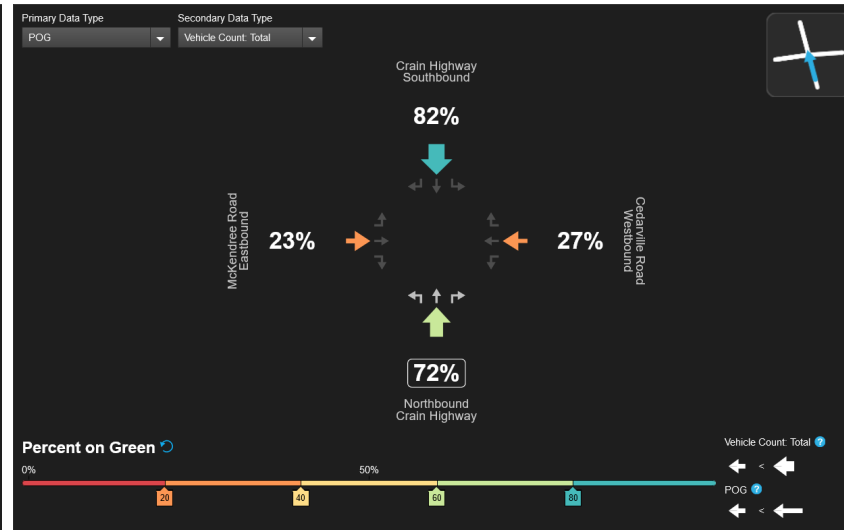 Primary Data Type
Secondary Data Type
POG
Vehicle Count: Total
Crain Highway
Southbound
82%
McKendree Road
Eastbound
23%
27%
Cedarville Road
Westbound
72%
Northbound
Crain Highway
Percent on Green
Vehicle Count: Total ?
0%
50%
<
20
40
60
80
POG ?
<